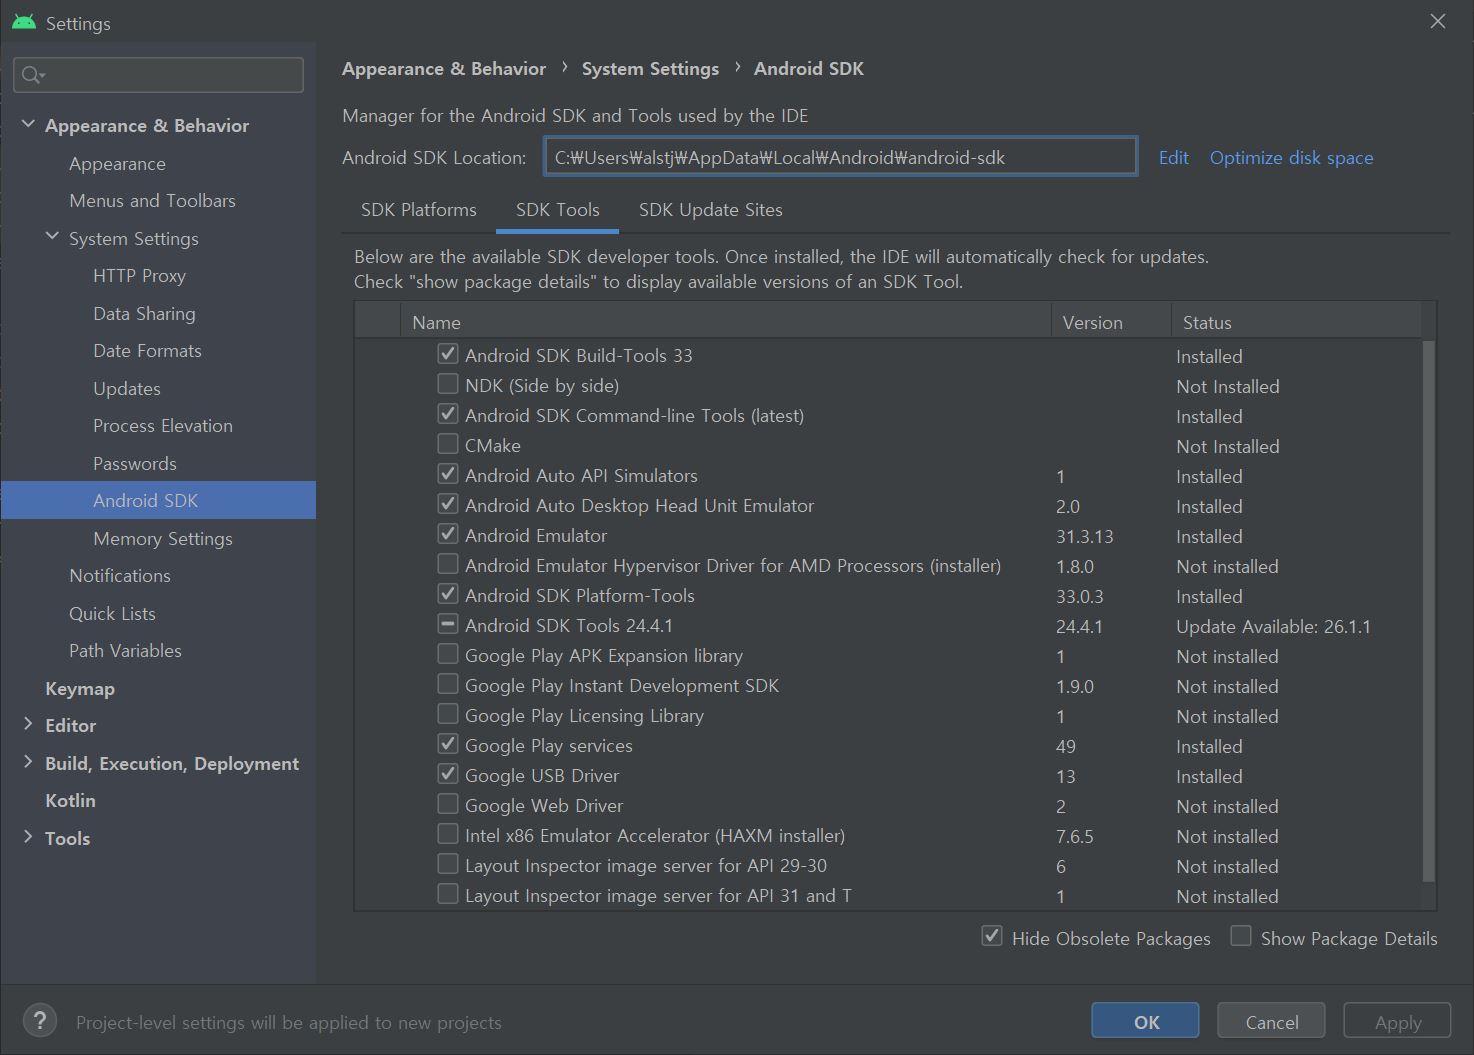 Settings
Appearance & Behavior
Appearance
Menus and Toolbars
System Settings
HTTP Proxy
Data Sharing
Date Formats
Updates
Process Elevation
Passwords
Android SDK
Memory Settings
Notifications
Quick Lists
Path Variables
Keymap
Editor
Build, Execution, Deployment
Kotlin
Tools
Appearance & Behavior › System Settings › Android SDK
Manager for the Android SDK and Tools used by the IDE
Android SDK Location: C:₩Users₩alstj₩AppData₩Local₩Android₩android-sdk Edit Optimize disk space
SDK Platforms SDK Tools SDK Update Sites
Below are the available SDK developer tools. Once installed, the IDE will automatically check for updates.
Check "show package details" to display available versions of an SDK Tool.
Name Version Status
Android SDK Build-Tools 33 Installed
NDK (Side by side) Not Installed
Android SDK Command-line Tools (latest) Installed
CMake Not Installed
Android Auto API Simulators 1 Installed
Android Auto Desktop Head Unit Emulator 2.0 Installed
Android Emulator 31.3.13 Installed
Android Emulator Hypervisor Driver for AMD Processors (installer) 1.8.0 Not installed
Android SDK Platform-Tools 33.0.3 Installed
Android SDK Tools 24.4.1 24.4.1 Update Available: 26.1.1
Google Play APK Expansion library 1 Not installed
Google Play Instant Development SDK 1.9.0 Not installed
Google Play Licensing Library 1 Not installed
Google Play services 49 Installed
Google USB Driver 13 Installed
Google Web Driver 2 Not installed
Intel x86 Emulator Accelerator (HAXM installer) 7.6.5 Not installed
Layout Inspector image server for API 29-30 6 Not installed
Layout Inspector image server for API 31 and T 1 Not installed
Hide Obsolete Packages Show Package Details
? Project-level settings will be applied to new projects
OK Cancel Apply